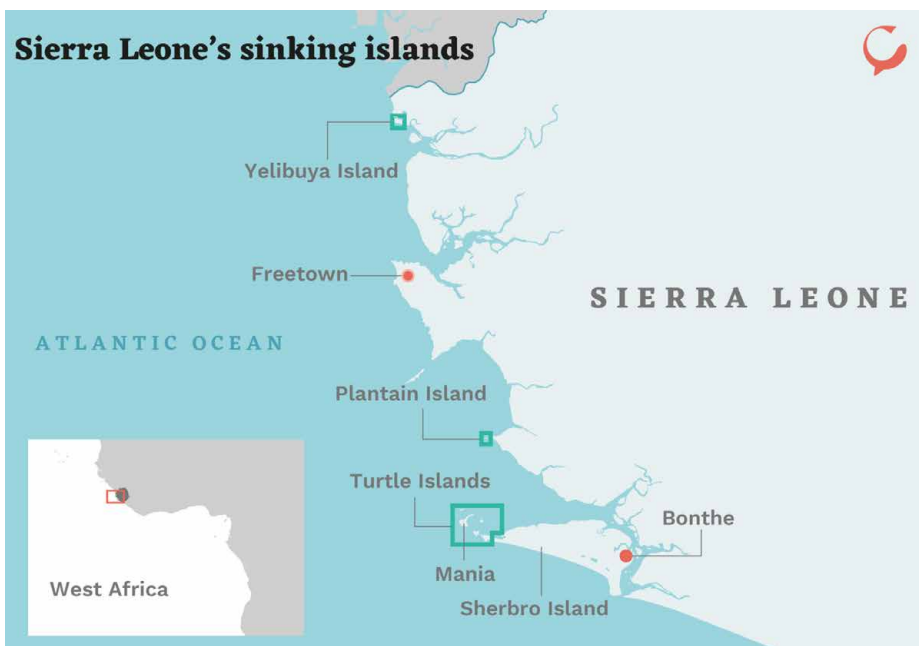 Sierra Leone's sinking islands
Yelibuya Island
Freetown
SIERRA LEONE
ATLANTIC OCEAN
Plantain Island
Turtle Islands
Bonthe
Mania
West Africa
Sherbro Island